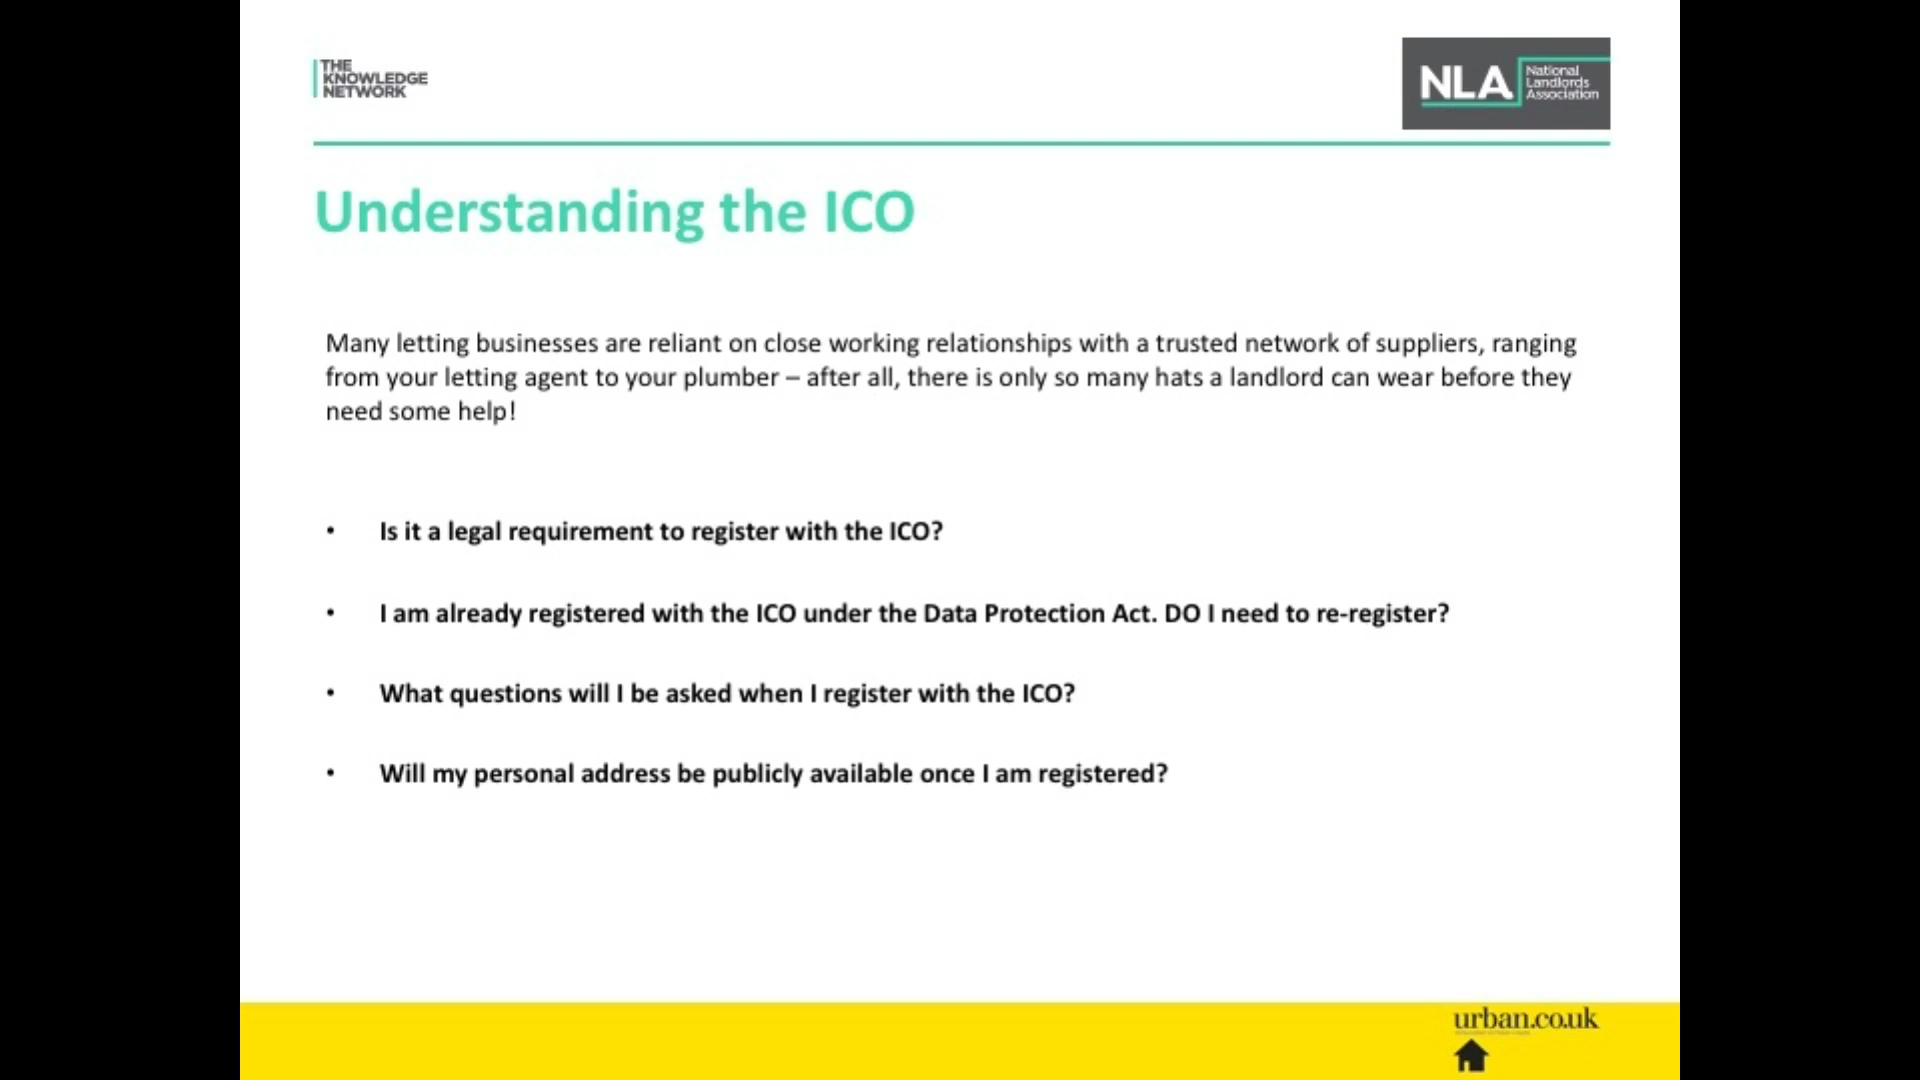 THE
KNOWLEDGE
NETWORK
NLA National
Landlords
Association
Understanding the ICO
Many letting businesses are reliant on close working relationships with a trusted network of suppliers, ranging
from your letting agent to your plumber – after all, there is only so many hats a landlord can wear before they
need some help!
• Is it a legal requirement to register with the ICO?
• I am already registered with the ICO under the Data Protection Act. DO I need to re-register?
• What questions will I be asked when I register with the ICO?
• Will my personal address be publicly available once I am registered?
urban.co.uk